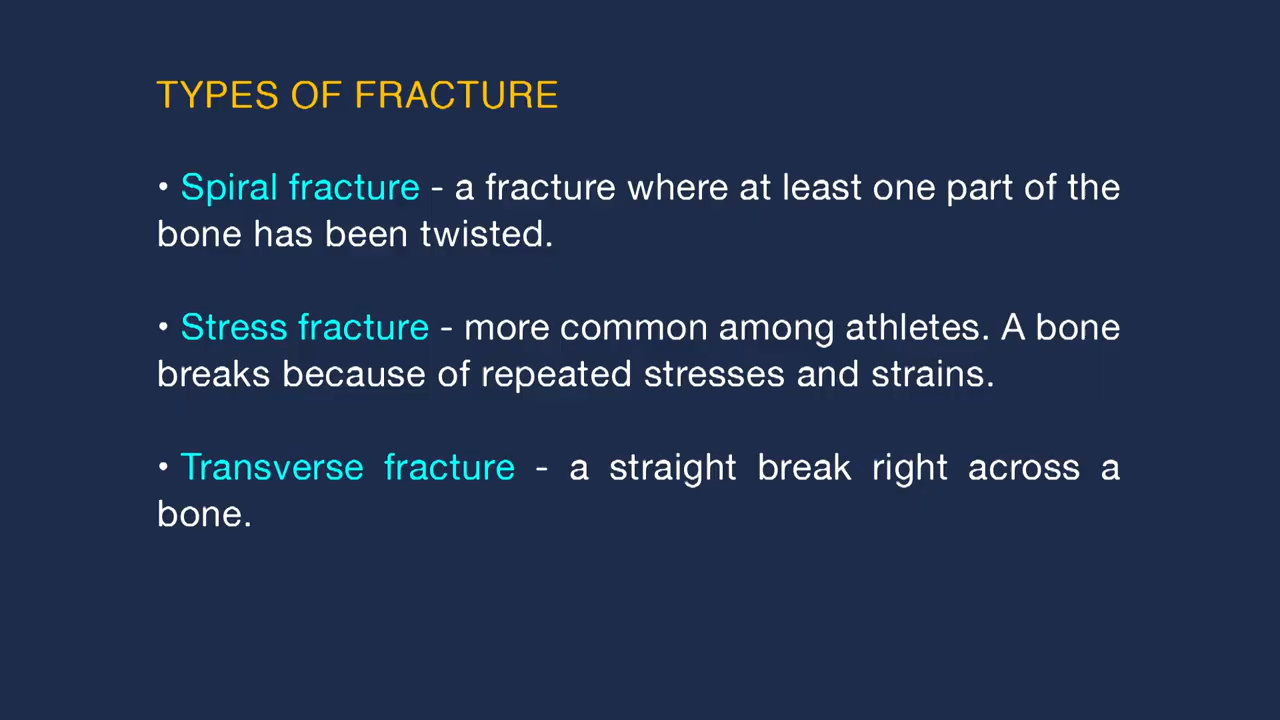 TYPES OF FRACTURE
• Spiral fracture - a fracture where at least one part of the
bone has been twisted.
• Stress fracture - more common among athletes. A bone
breaks because of repeated stresses and strains.
• Transverse fracture - a straight break right across a
bone.